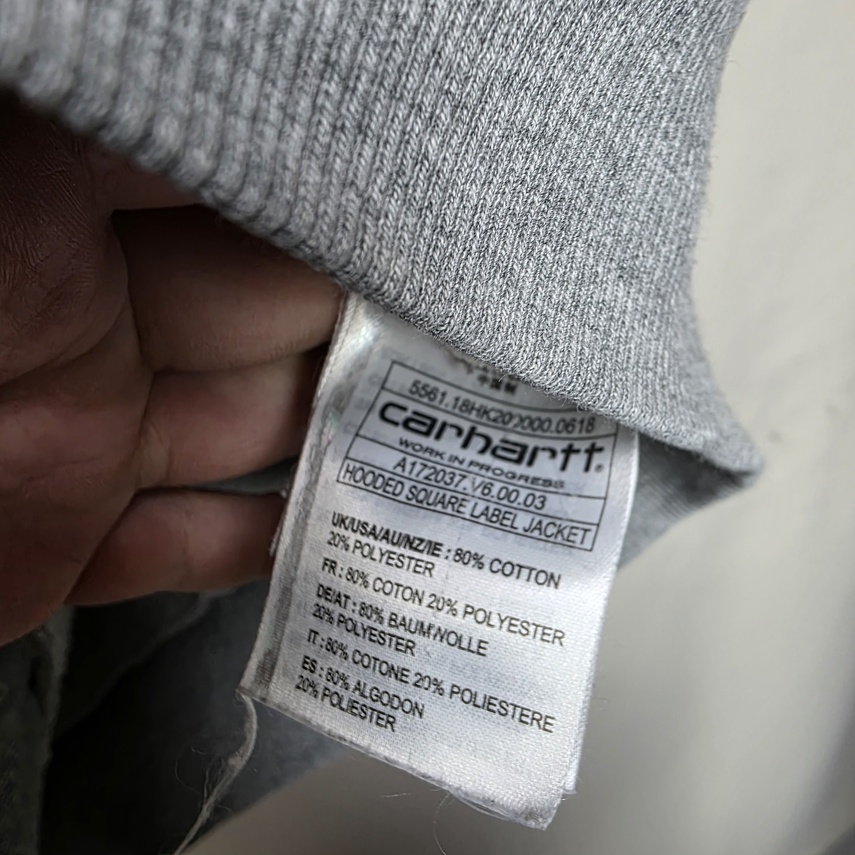 5561.18HK20
carhartt®
WORK IN PROGRESS
A172037.V6.00.03
HOODED SQUARE LABEL JACKET
UK/USA/AU/NZ/IE : 80% COTTON
20% POLYESTER
FR : 80% COTON 20% POLYESTER
DE/AT : 80% BAUMWOLLE
20% POLYESTER
IT : 80% COTONE 20% POLIESTERE
ES : 80% ALGODON
20% POLIESTER